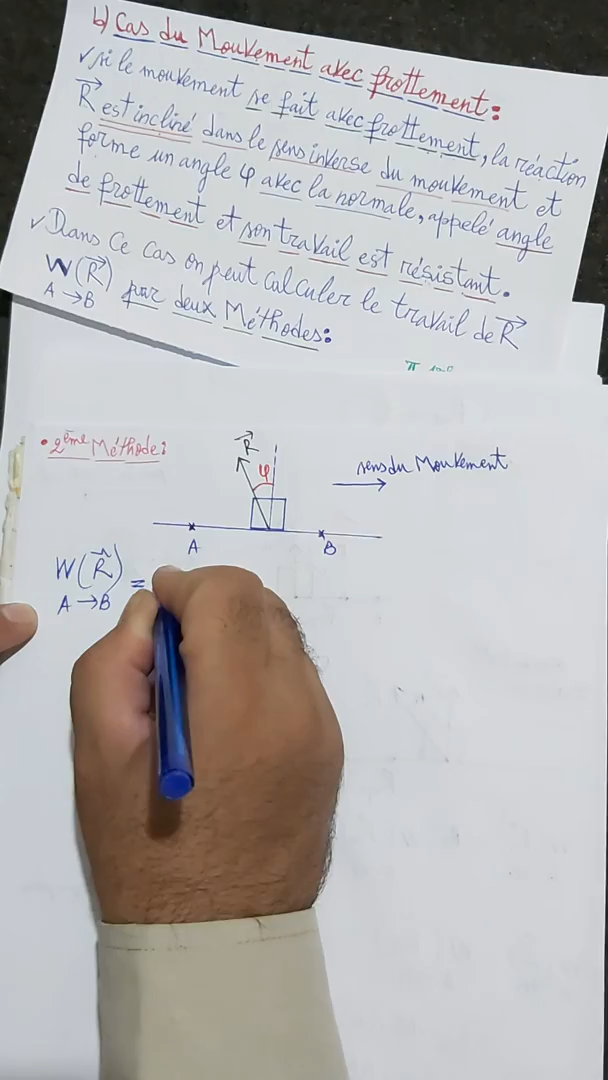 b) Cas du Mouvement avec frottement:
✓ si le mouvement se fait avec frottement, la réaction
R est incliné dans le sens inverse du mouvement et
forme un angle φ avec la normale, appelé angle
de frottement et son travail est résistant.
✓ Dans ce cas on peut calculer le travail de R
W(R) par deux Méthodes:
A → B
• 2ème Méthode:
R
φ
sens du Mouvement
A
B
W(R) =
A → B